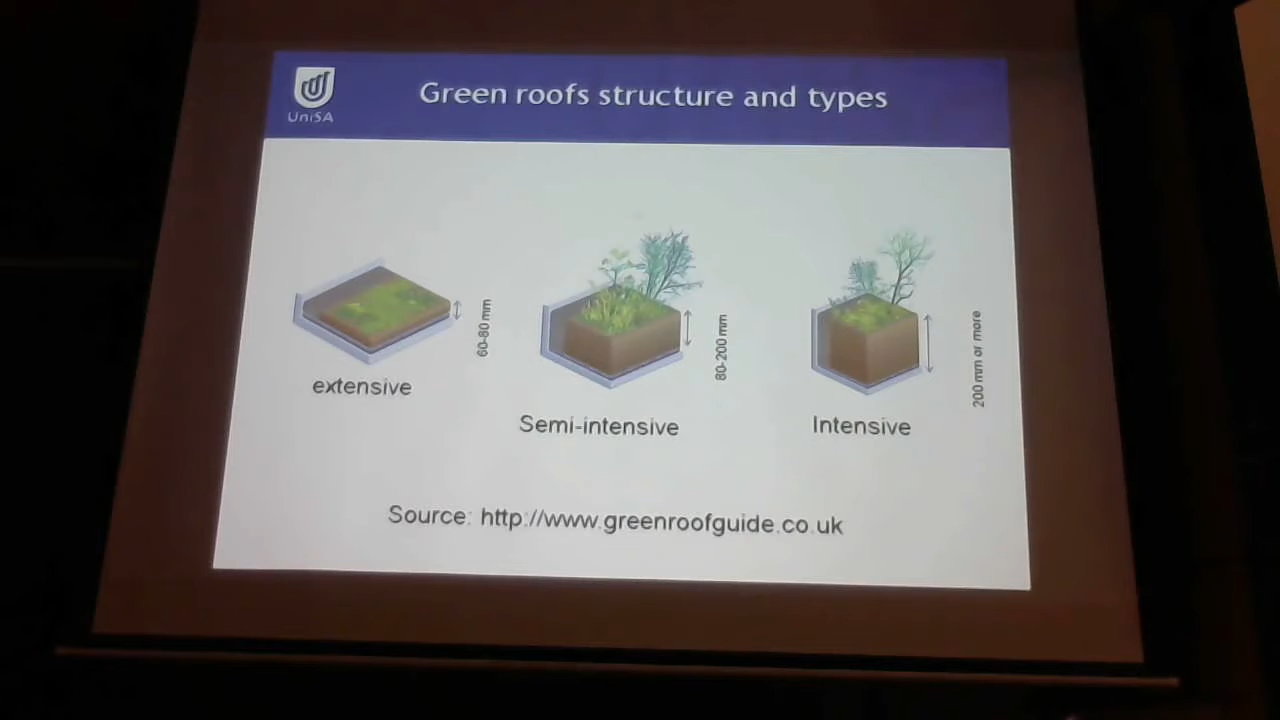 UniSA
Green roofs structure and types
60-80 mm
80-200 mm
200 mm or more
extensive
Semi-intensive
Intensive
Source: http://www.greenroofguide.co.uk